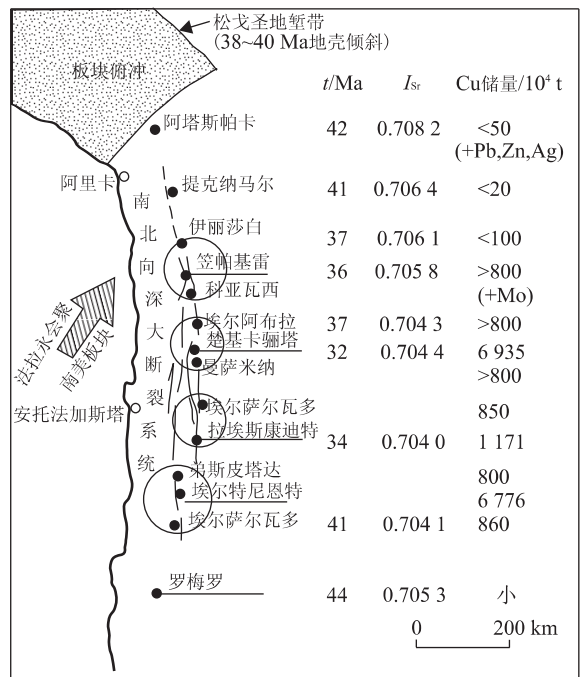 松戈圣地堑带
(38~40 Ma地壳倾斜)
板块俯冲
t/Ma I Sr Cu储量/10⁴ t
阿塔斯帕卡 42 0.708 2 <50
(+Pb,Zn,Ag)
阿里卡
提克纳马尔 41 0.706 4 <20
伊丽莎白 37 0.706 1 <100
笠帕基雷 36 0.705 8 >800
(+Mo)
科亚瓦西
埃尔阿布拉 37 0.704 3 >800
楚基卡骊塔 32 0.704 4 6 935
曼萨米纳 >800
埃尔萨尔瓦多 850
安托法加斯塔
拉埃斯康迪特 34 0.704 0 1 171
弟斯皮塔达 800
埃尔特尼恩特 6 776
埃尔萨尔瓦多 41 0.704 1 860
罗梅罗 44 0.705 3 小
0 200 km
南北向深大断裂系统
法拉永会聚
南美板块